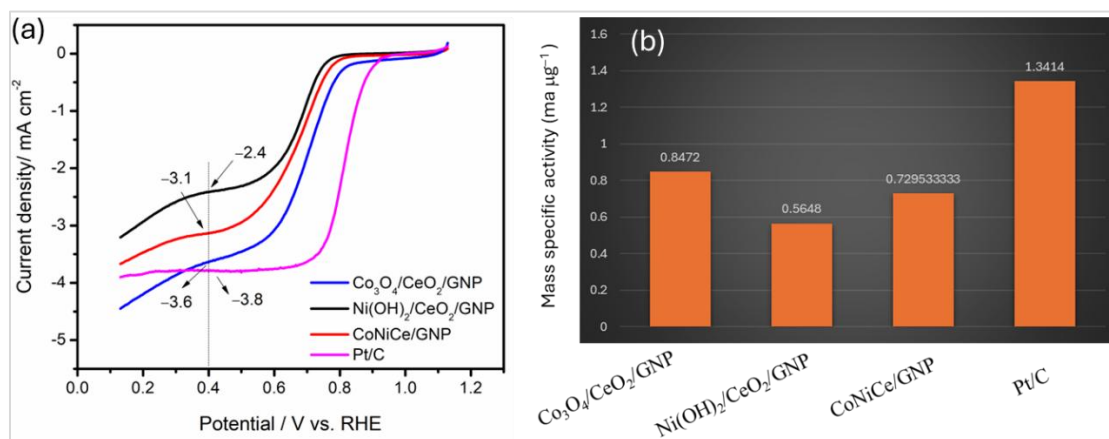 (a)
0
-1
-2
-3
-4
-5
Current density/ mA cm⁻²
−2.4
−3.1
−3.6
−3.8
Co₃O₄/CeO₂/GNP
Ni(OH)₂/CeO₂/GNP
CoNiCe/GNP
Pt/C
0.0 0.2 0.4 0.6 0.8 1.0 1.2
Potential / V vs. RHE
(b)
Mass specific activity (ma µg⁻¹)
1.6
1.4
1.2
1
0.8
0.6
0.4
0.2
0
0.8472
0.5648
0.729533333
1.3414
Co₃O₄/CeO₂/GNP
Ni(OH)₂/CeO₂/GNP
CoNiCe/GNP
Pt/C